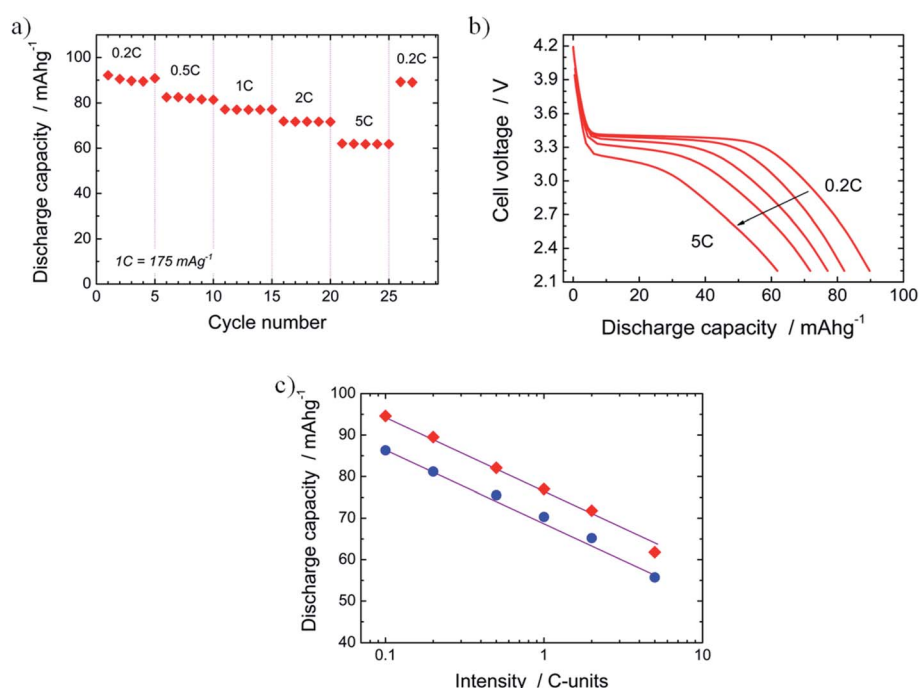 a)
Discharge capacity / mAhg⁻¹
100
80
60
40
20
0
0.2C
0.5C
1C
2C
5C
0.2C
1C = 175 mAg⁻¹
0 5 10 15 20 25
Cycle number
b)
Cell voltage / V
4.2
3.9
3.6
3.3
3.0
2.7
2.4
2.1
0.2C
5C
0 20 40 60 80 100
Discharge capacity / mAhg⁻¹
c)
Discharge capacity / mAhg⁻¹
100
90
80
70
60
50
40
0.1 1 10
Intensity / C-units